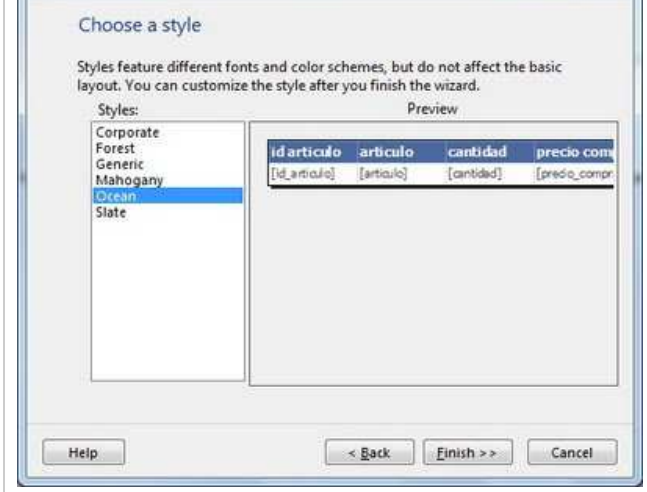 Choose a style
Styles feature different fonts and color schemes, but do not affect the basic
layout. You can customize the style after you finish the wizard.
Styles:
Preview
Corporate
Forest
Generic
Mahogany
Ocean
Slate
id articulo articulo cantidad precio com
[id_articulo] [articulo] [cantidad] [precio_compr
Help < Back Finish >> Cancel